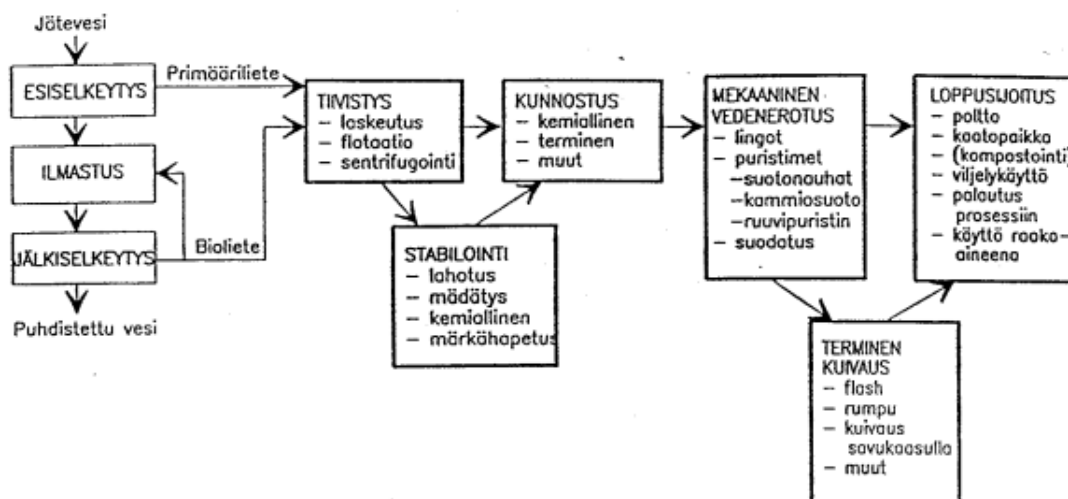 Jätevesi
ESISELKEYTYS
Primääriliete
ILMASTUS
JÄLKISELKEYTYS
Bioliete
Puhdistettu vesi
TIIVISTYS
– laskeutus
– flotaatio
– sentrifugointi
STABILOINTI
– lahotus
– mädätys
– kemiallinen
– märkähapetus
KUNNOSTUS
– kemiallinen
– terminen
– muut
MEKAANINEN
VEDENEROTUS
– lingot
– puristimet
–suotonauhat
–kammiosuoto
–ruuvipuristin
– suodatus
TERMINEN
KUIVAUS
– flash
– rumpu
– kuivaus
savukaasulla
– muut
LOPPUSIJOITUS
– poltto
– kaatopaikka
– (kompostointi)
– viljelykäyttö
– palautus
prosessiin
– käyttö raaka–
aineena